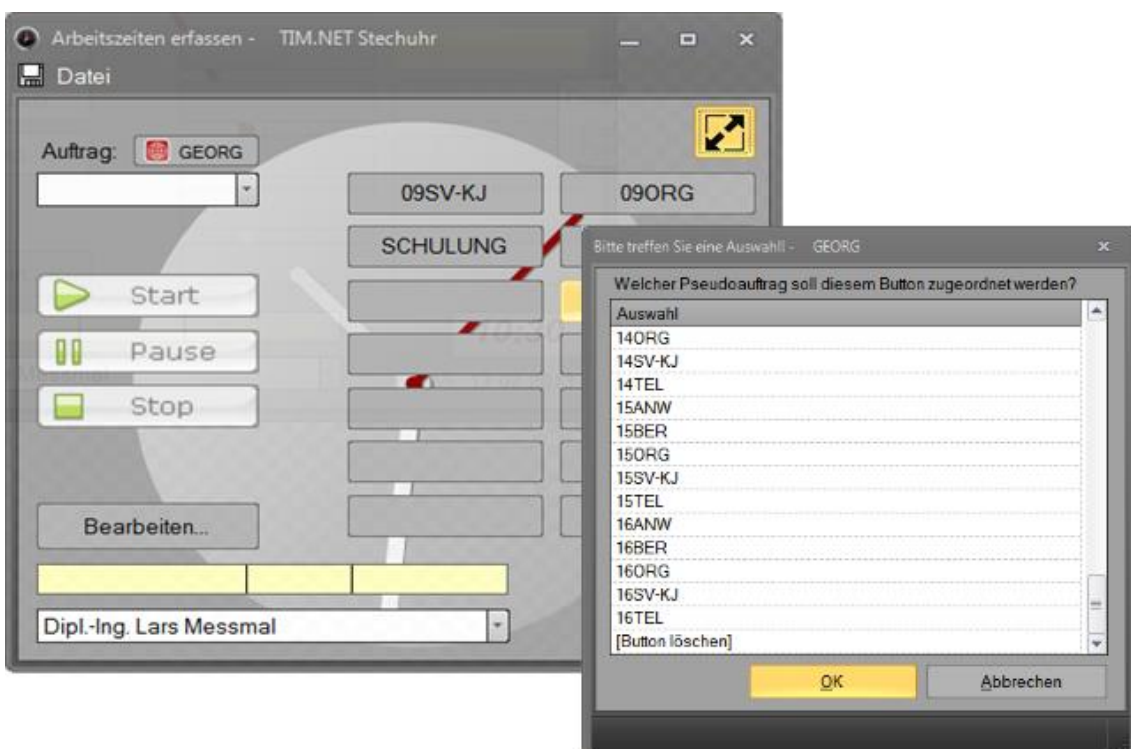 Arbeitszeiten erfassen - TIM.NET Stechuhr
Datei
Auftrag: GEORG
09SV-KJ
09ORG
SCHULUNG
Start
Pause
Stop
Bearbeiten...
Dipl.-Ing. Lars Messmal
Bitte treffen Sie eine Auswahl! - GEORG
Welcher Pseudoauftrag soll diesem Button zugeordnet werden?
Auswahl
14ORG
14SV-KJ
14TEL
15ANW
15BER
15ORG
15SV-KJ
15TEL
16ANW
16BER
16ORG
16SV-KJ
16TEL
[Button löschen]
OK
Abbrechen